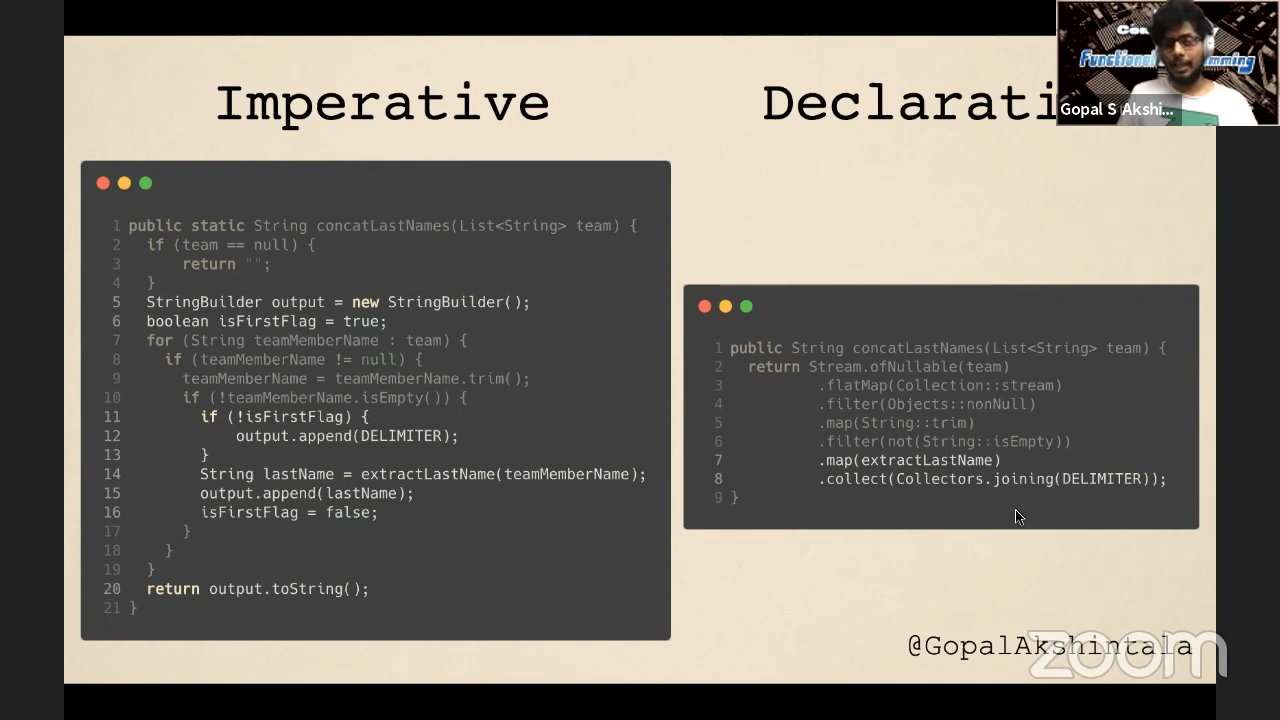 Imperative
Declarati
Functional
mming
Gopal S Akshi...
1 public static String concatLastNames(List<String> team) {
2 if (team == null) {
3 return "";
4 }
5 StringBuilder output = new StringBuilder();
6 boolean isFirstFlag = true;
7 for (String teamMemberName : team) {
8 if (teamMemberName != null) {
9 teamMemberName = teamMemberName.trim();
10 if (!teamMemberName.isEmpty()) {
11 if (!isFirstFlag) {
12 output.append(DELIMITER);
13 }
14 String lastName = extractLastName(teamMemberName);
15 output.append(lastName);
16 isFirstFlag = false;
17 }
18 }
19 }
20 return output.toString();
21 }
1 public String concatLastNames(List<String> team) {
2 return Stream.ofNullable(team)
3 .flatMap(Collection::stream)
4 .filter(Objects::nonNull)
5 .map(String::trim)
6 .filter(not(String::isEmpty))
7 .map(extractLastName)
8 .collect(Collectors.joining(DELIMITER));
9 }
@GopalAkshintala
zoom